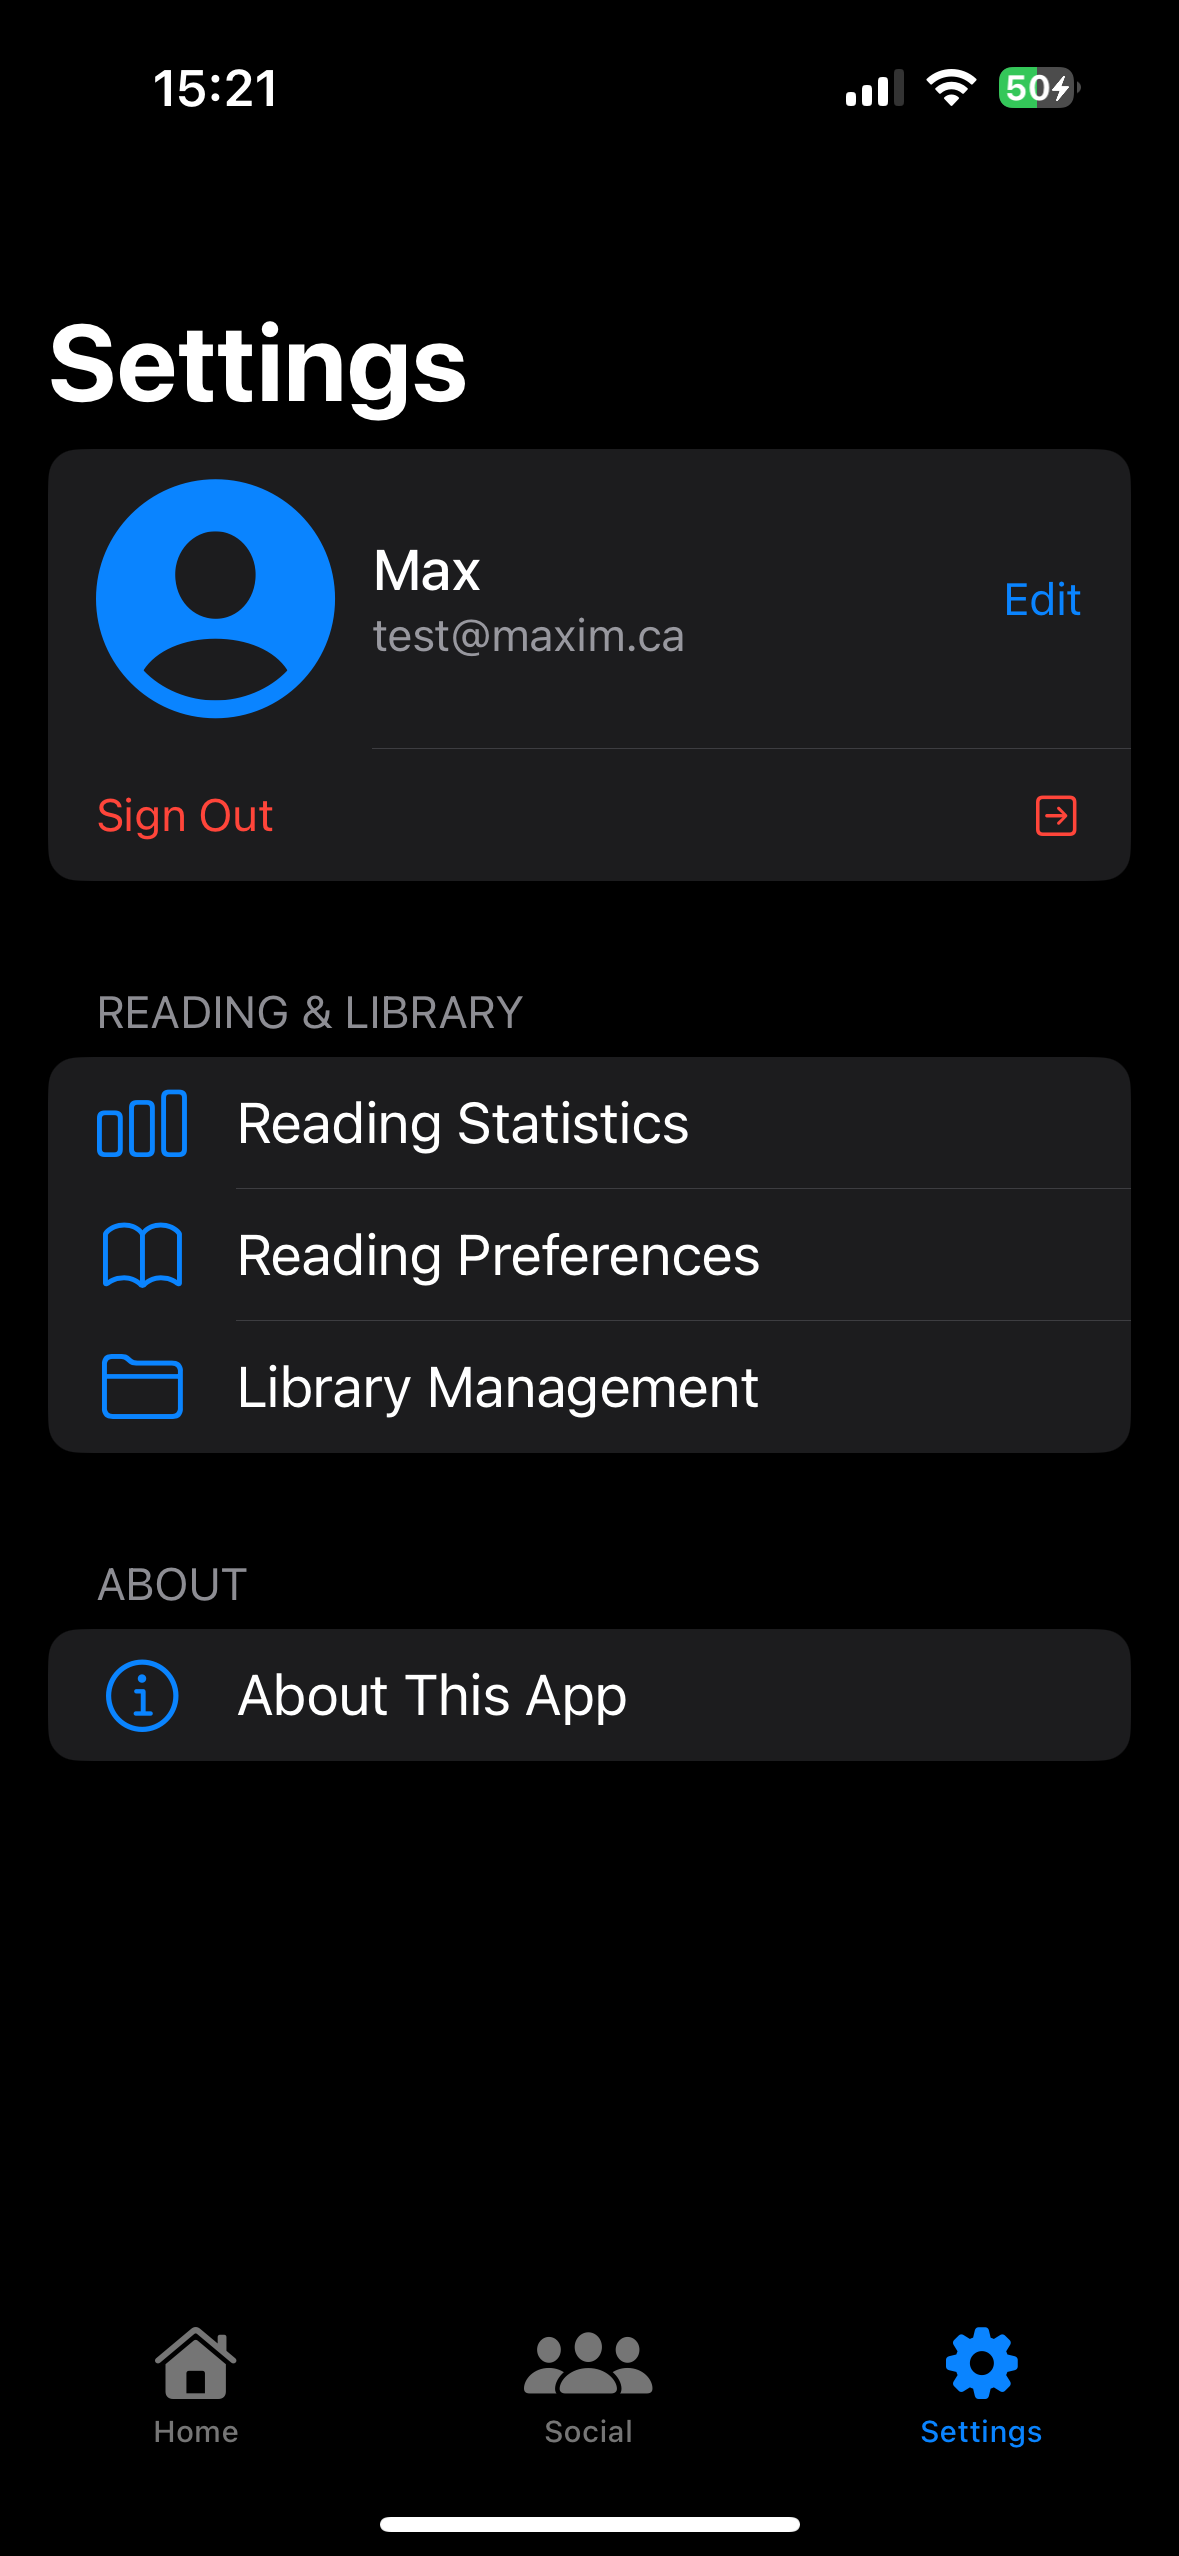 15:21
50
Settings
Max
test@maxim.ca
Edit
Sign Out
READING & LIBRARY
Reading Statistics
Reading Preferences
Library Management
ABOUT
About This App
Home
Social
Settings